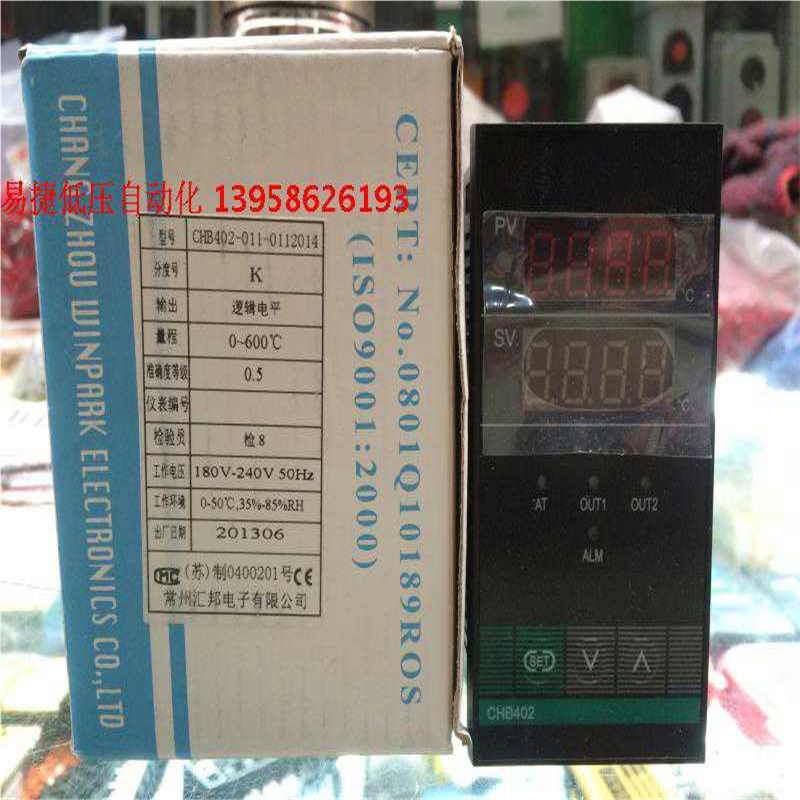 CHANGZHOU WINPARK ELECTRONICS CO.,LTD
易捷低压自动化 13958626193
型号 CHB402-011-0112014
分度号 K
输出 逻辑电平
量程 0~600℃
准确度等级 0.5
仪表编号
检验员 检8
工作电压 180V-240V 50Hz
工作环境 0-50℃,35%-85%RH
出厂日期 201306
MC (苏)制0400201号 CE
常州汇邦电子有限公司
CERT: No.0801Q10189ROS
(ISO9001:2000)
PV
℃
SV
℃
AT OUT1 OUT2
ALM
SET
CHB402